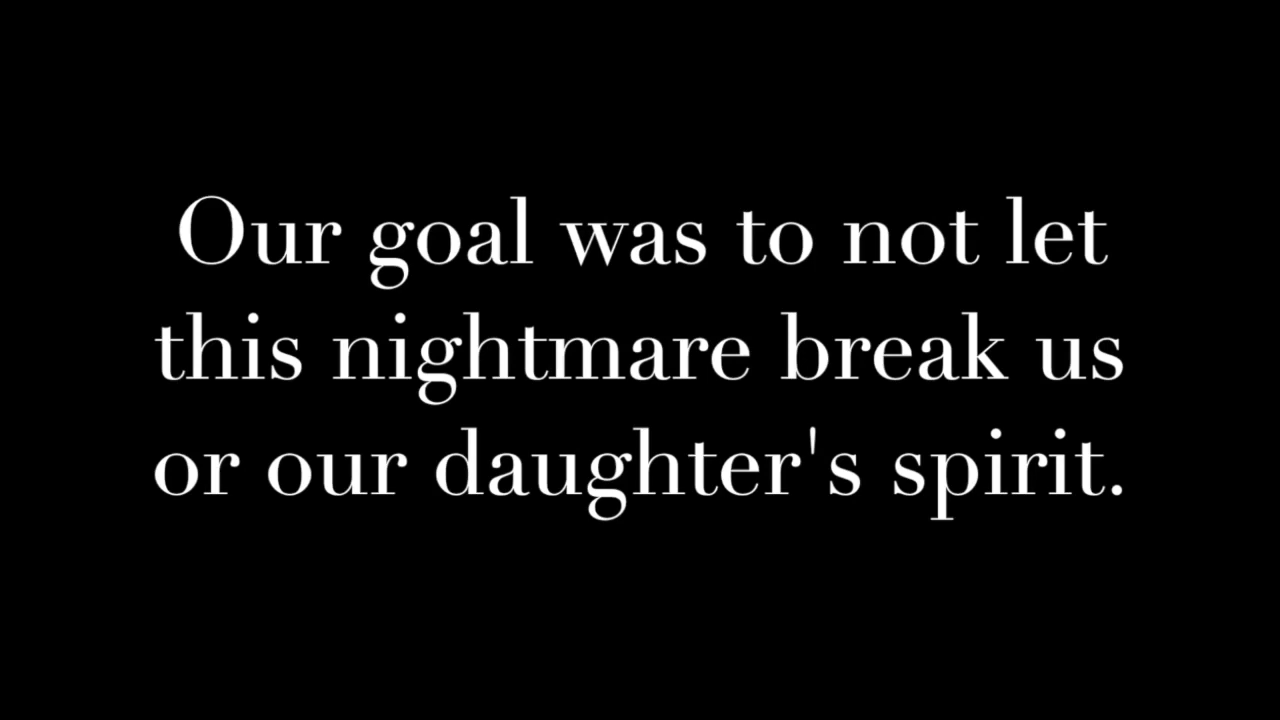 Our goal was to not let
this nightmare break us
or our daughter's spirit.